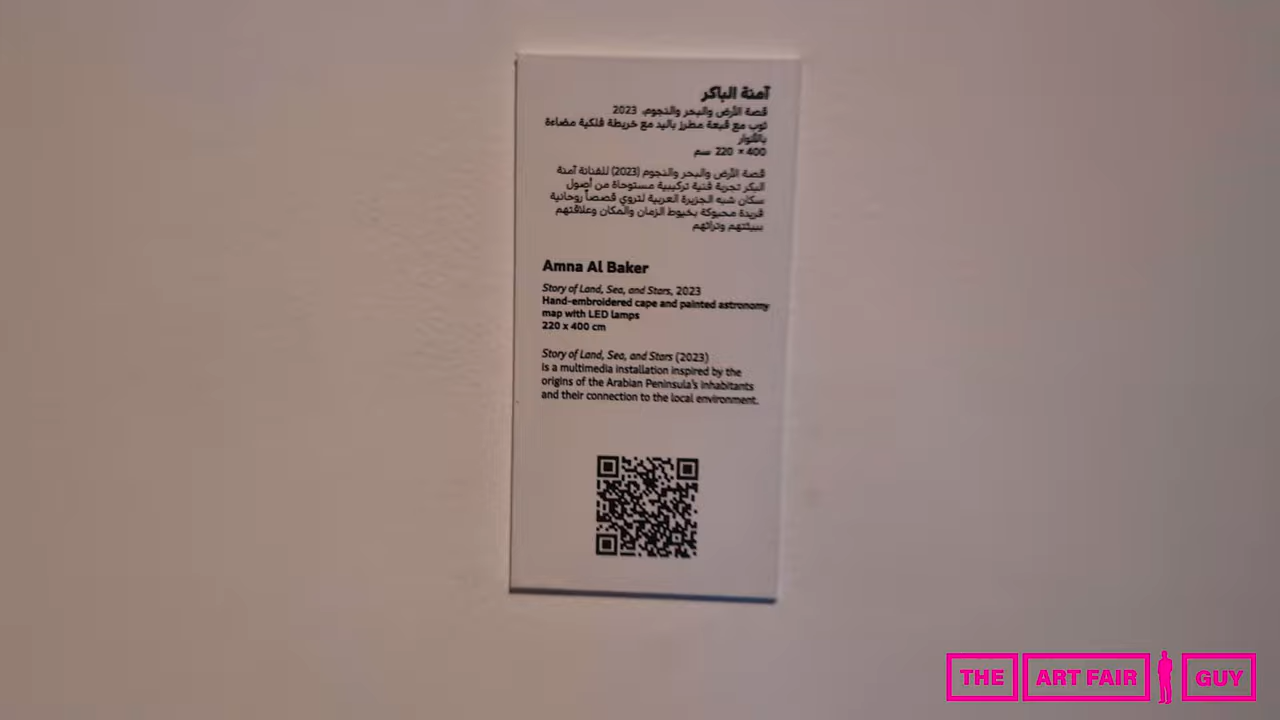 آمنة الباكر
قصة الأرض والبحر والنجوم، 2023
ثوب مع قبعة مطرز باليد مع خريطة فلكية مضاءة
بالأنوار
400 × 220 سم
قصة الأرض والبحر والنجوم (2023) للفنانة آمنة
البكر تجربة فنية تركيبية مستوحاة من أصول
سكان شبه الجزيرة العربية لتروي قصصاً روحانية
فريدة محبوكة بخيوط الزمان والمكان وعلاقتهم
ببيئتهم وتراثهم
Amna Al Baker
Story of Land, Sea, and Stars, 2023
Hand-embroidered cape and painted astronomy
map with LED lamps
220 x 400 cm
Story of Land, Sea, and Stars (2023)
is a multimedia installation inspired by the
origins of the Arabian Peninsula's inhabitants
and their connection to the local environment.
THE ART FAIR GUY